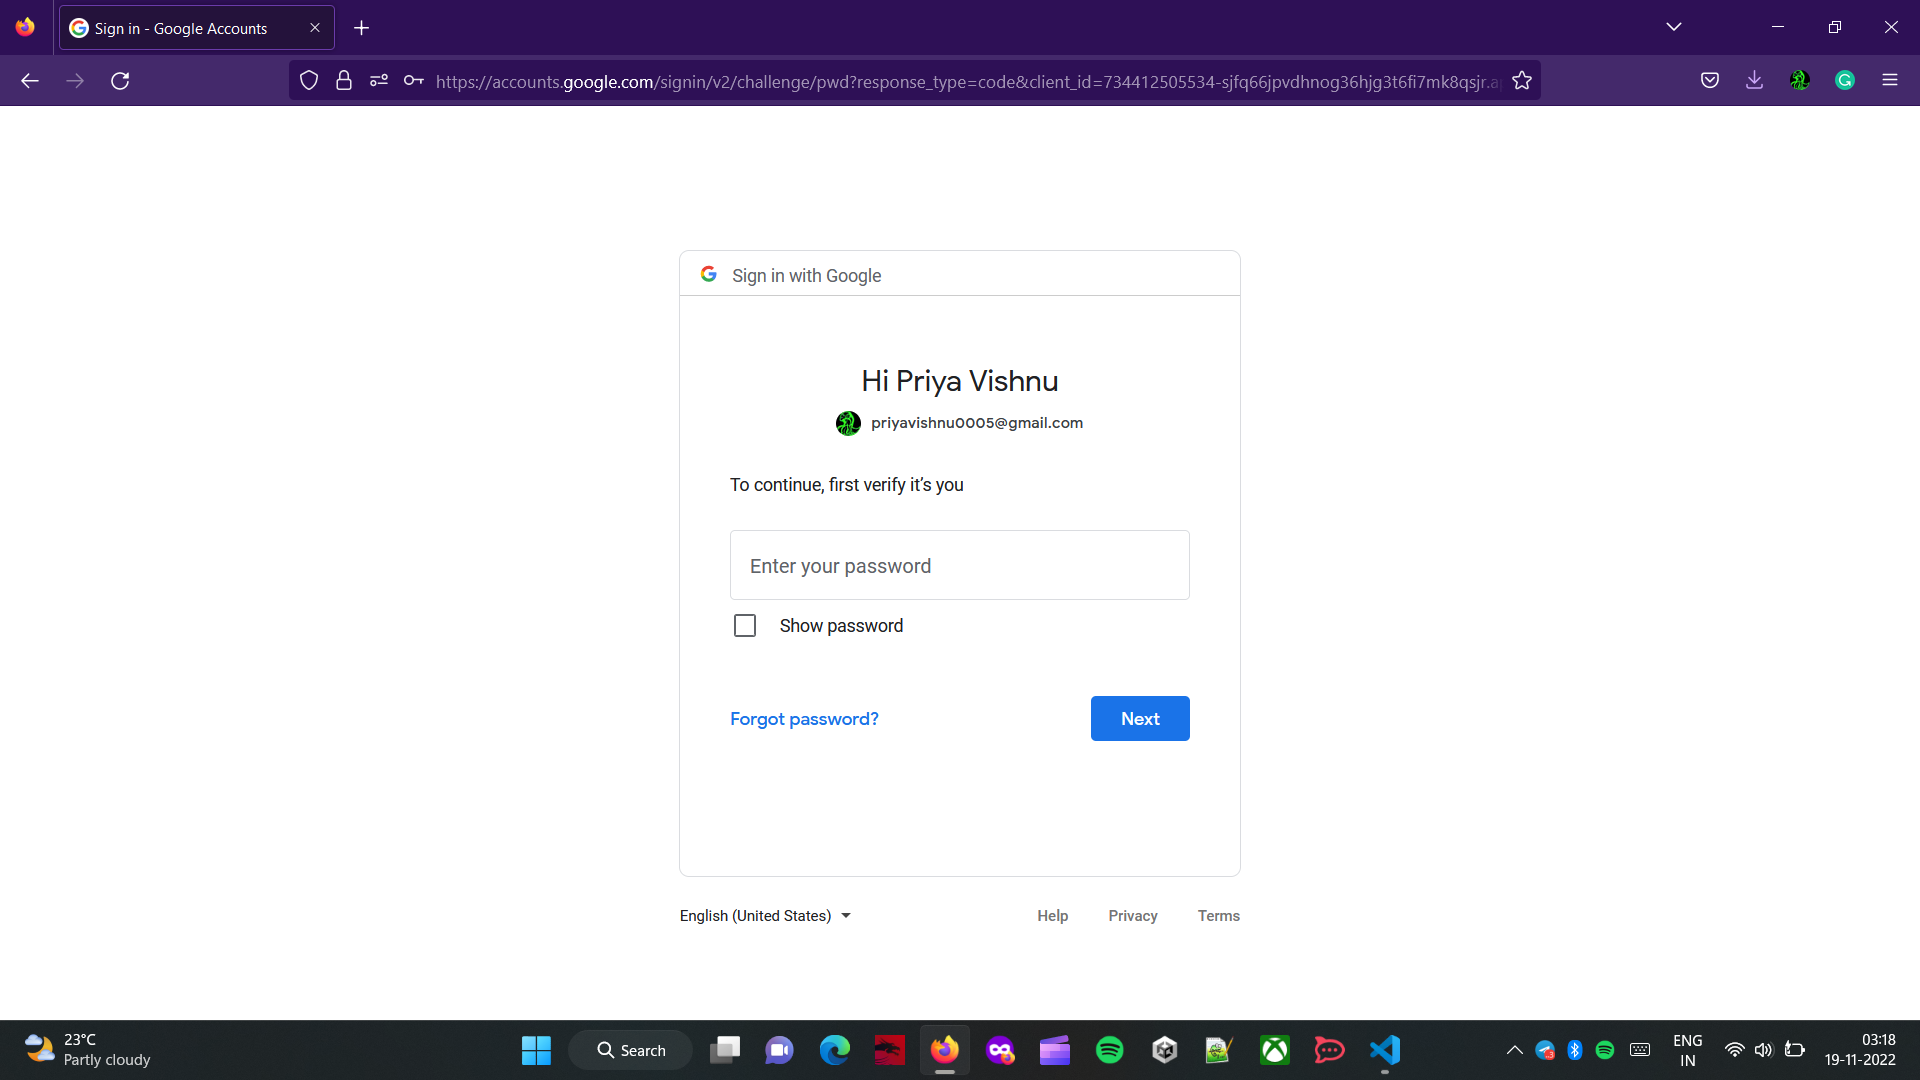 Sign in - Google Accounts
https://accounts.google.com/signin/v2/challenge/pwd?response_type=code&client_id=734412505534-sjfq66jpvdhnog36hjg3t6fi7mk8qsjr.a
Sign in with Google
Hi Priya Vishnu
priyavishnu0005@gmail.com
To continue, first verify it's you
Enter your password
Show password
Forgot password?
Next
English (United States)
Help
Privacy
Terms
23°C
Partly cloudy
Search
ENG
IN
03:18
19-11-2022